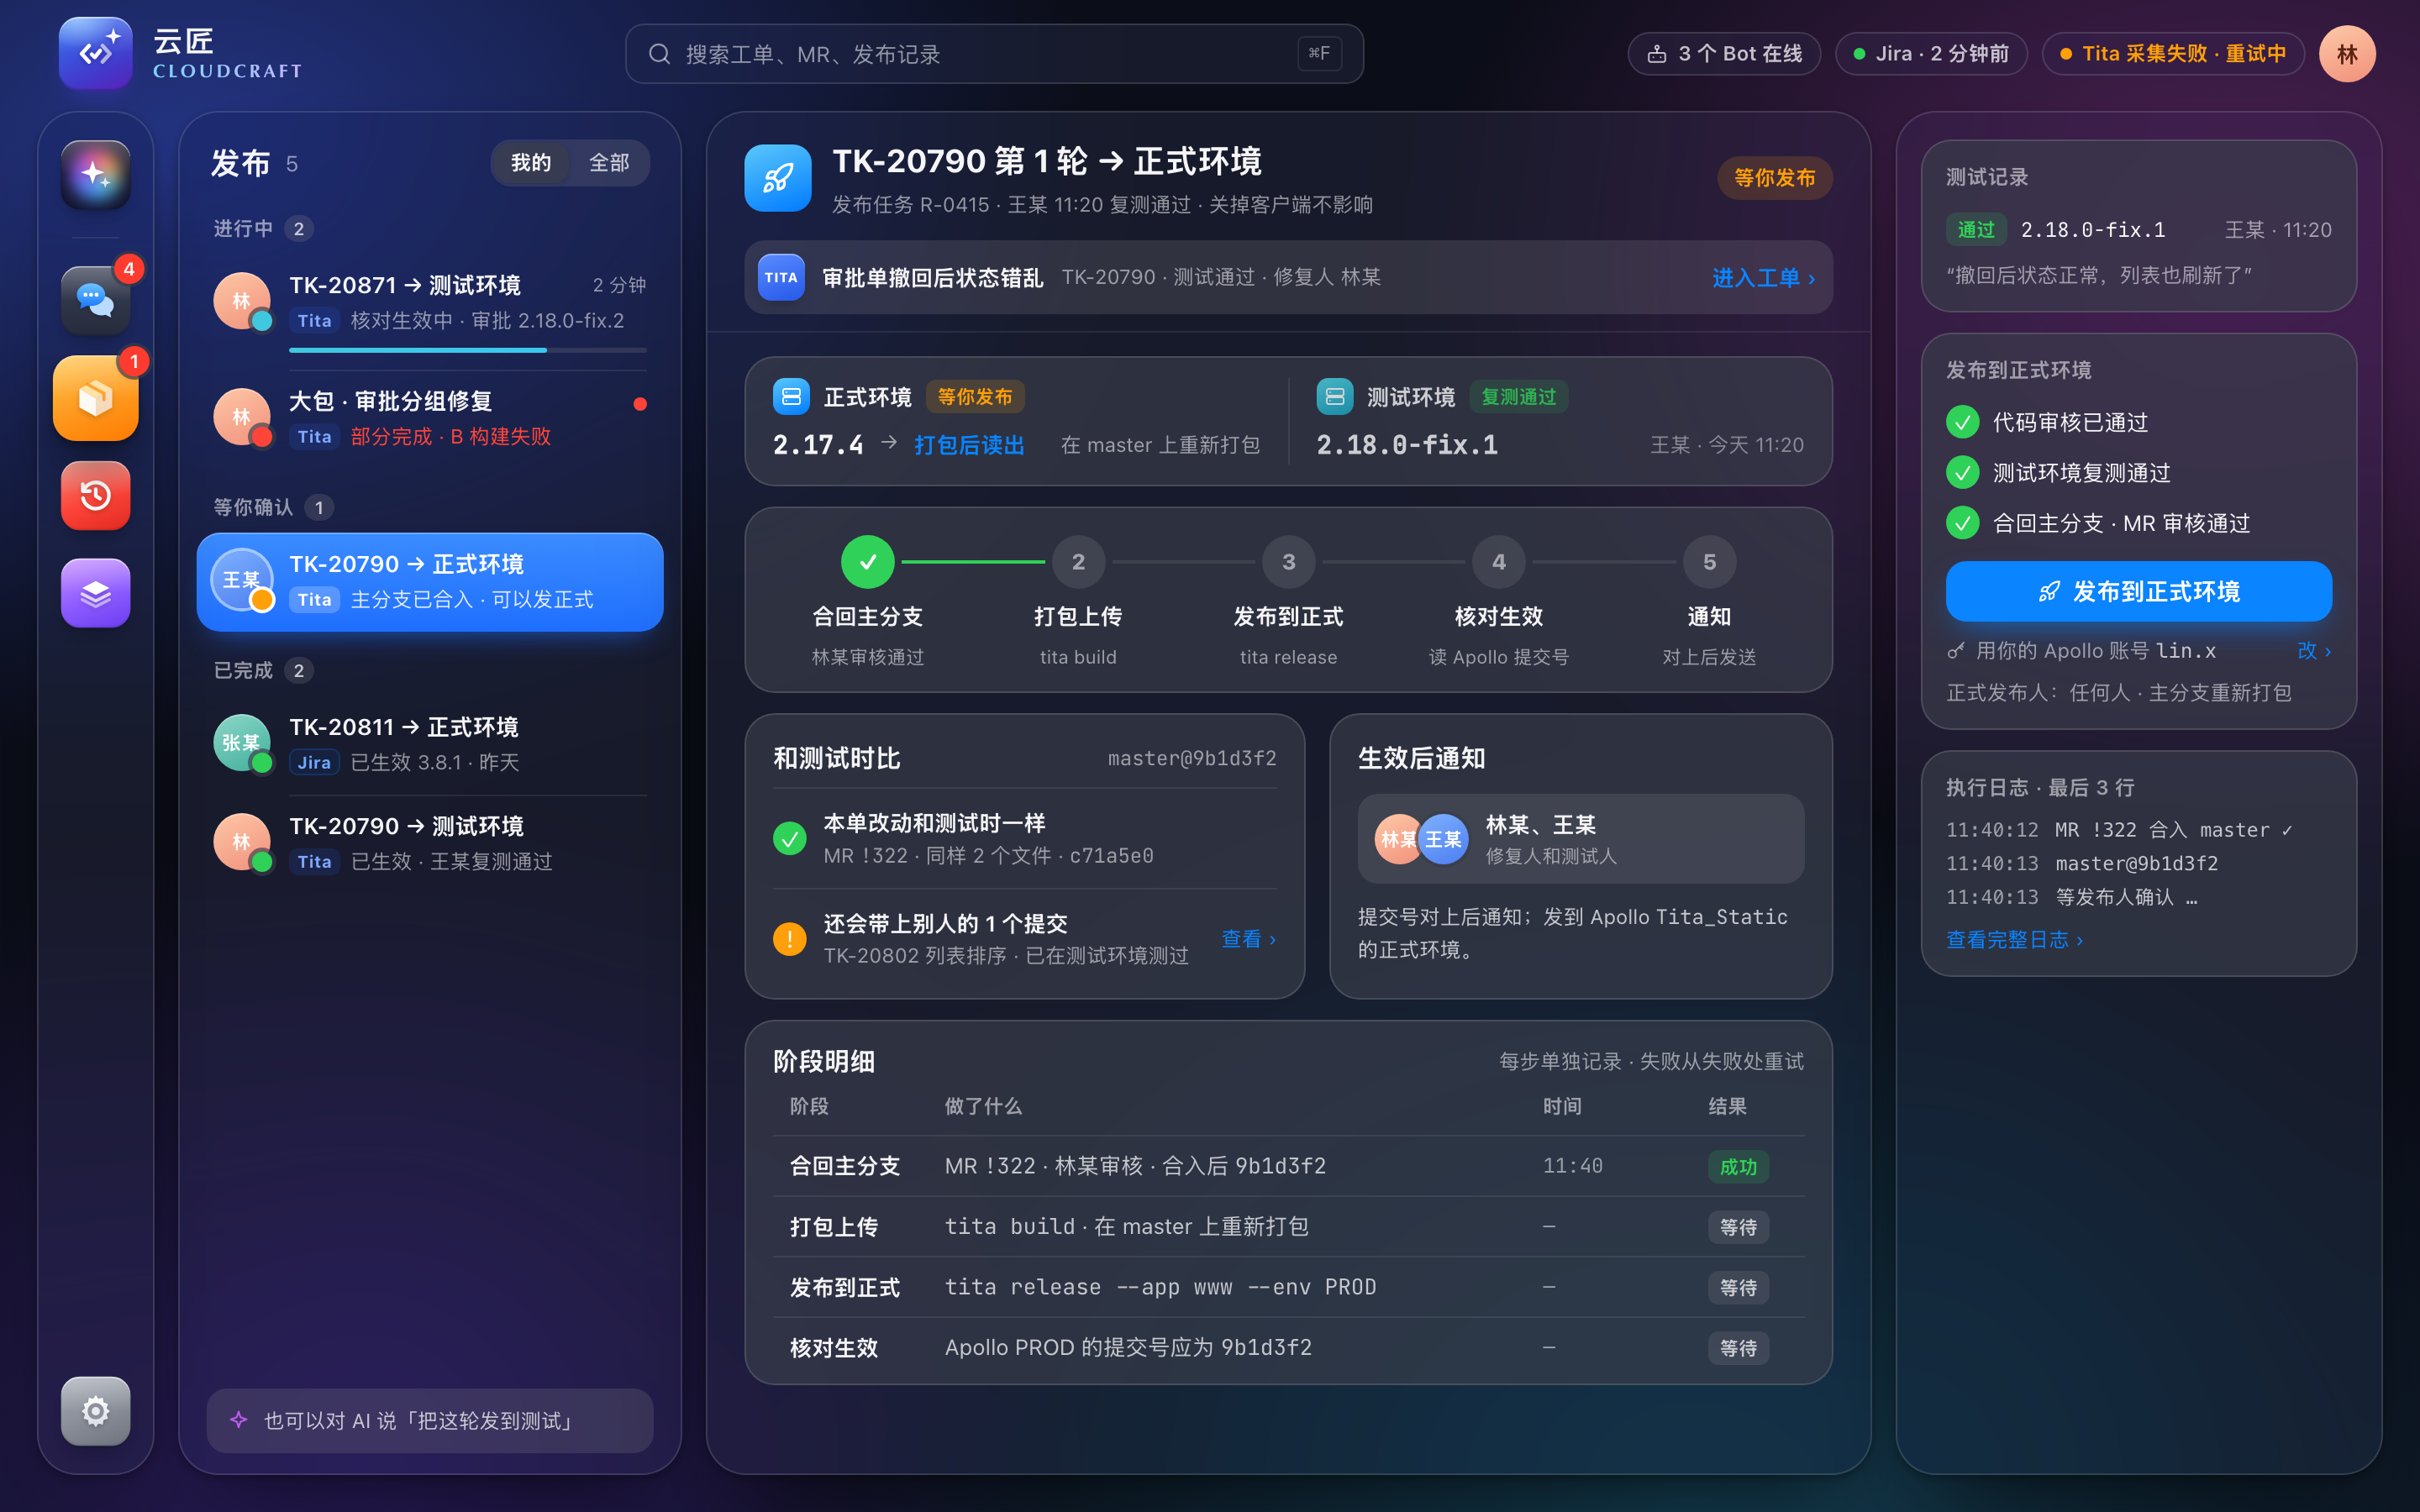 云匠
CLOUDCRAFT
搜索工单、MR、发布记录
⌘F
3 个 Bot 在线
Jira · 2 分钟前
Tita 采集失败 · 重试中
林
4
1
发布 5
我的 全部
进行中 2
林
TK-20871 → 测试环境 2 分钟
Tita 核对生效中 · 审批 2.18.0-fix.2
林
大包 · 审批分组修复
Tita 部分完成 · B 构建失败
等你确认 1
王某
TK-20790 → 正式环境
Tita 主分支已合入 · 可以发正式
已完成 2
张某
TK-20811 → 正式环境
Jira 已生效 3.8.1 · 昨天
林
TK-20790 → 测试环境
Tita 已生效 · 王某复测通过
也可以对 AI 说「把这轮发到测试」
TK-20790 第 1 轮 → 正式环境
发布任务 R-0415 · 王某 11:20 复测通过 · 关掉客户端不影响
等你发布
TITA 审批单撤回后状态错乱 TK-20790 · 测试通过 · 修复人 林某 进入工单 ›
正式环境 等你发布
2.17.4 → 打包后读出 在 master 上重新打包
测试环境 复测通过
2.18.0-fix.1 王某 · 今天 11:20
2 3 4 5
合回主分支 打包上传 发布到正式 核对生效 通知
林某审核通过 tita build tita release 读 Apollo 提交号 对上后发送
和测试时比 master@9b1d3f2
本单改动和测试时一样
MR !322 · 同样 2 个文件 · c71a5e0
!
还会带上别人的 1 个提交
TK-20802 列表排序 · 已在测试环境测过 查看 ›
生效后通知
林某 王某
林某、王某
修复人和测试人
提交号对上后通知；发到 Apollo Tita_Static
的正式环境。
阶段明细 每步单独记录 · 失败从失败处重试
阶段 做了什么 时间 结果
合回主分支 MR !322 · 林某审核 · 合入后 9b1d3f2 11:40 成功
打包上传 tita build · 在 master 上重新打包 — 等待
发布到正式 tita release --app www --env PROD — 等待
核对生效 Apollo PROD 的提交号应为 9b1d3f2 — 等待
测试记录
通过 2.18.0-fix.1 王某 · 11:20
“撤回后状态正常，列表也刷新了”
发布到正式环境
代码审核已通过
测试环境复测通过
合回主分支 · MR 审核通过
发布到正式环境
用你的 Apollo 账号 lin.x 改 ›
正式发布人：任何人 · 主分支重新打包
执行日志 · 最后 3 行
11:40:12 MR !322 合入 master ✓
11:40:13 master@9b1d3f2
11:40:13 等发布人确认 …
查看完整日志 ›